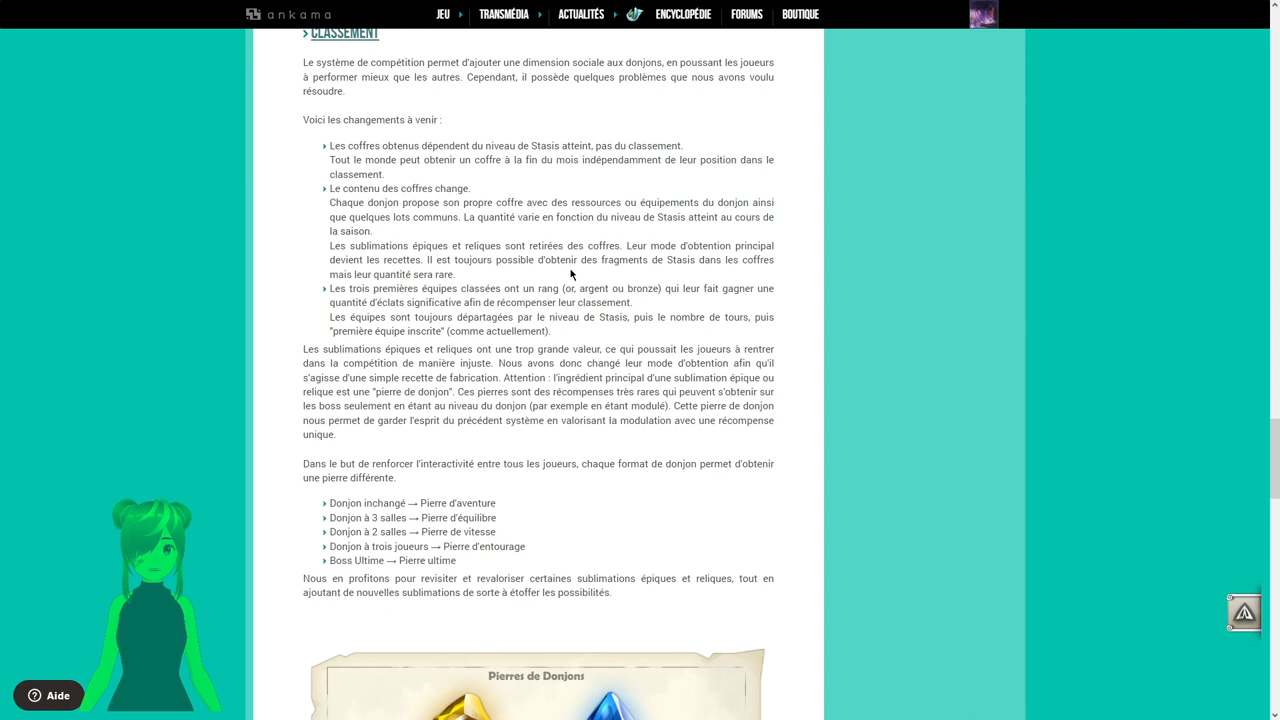 ankama
JEU
TRANSMÉDIA
ACTUALITÉS
ENCYCLOPÉDIE
FORUMS
BOUTIQUE
CLASSEMENT
Le système de compétition permet d'ajouter une dimension sociale aux donjons, en poussant les joueurs
à performer mieux que les autres. Cependant, il possède quelques problèmes que nous avons voulu
résoudre.
Voici les changements à venir :
Les coffres obtenus dépendent du niveau de Stasis atteint, pas du classement.
Tout le monde peut obtenir un coffre à la fin du mois indépendamment de leur position dans le
classement.
Le contenu des coffres change.
Chaque donjon propose son propre coffre avec des ressources ou équipements du donjon ainsi
que quelques lots communs. La quantité varie en fonction du niveau de Stasis atteint au cours de
la saison.
Les sublimations épiques et reliques sont retirées des coffres. Leur mode d'obtention principal
devient les recettes. Il est toujours possible d'obtenir des fragments de Stasis dans les coffres
mais leur quantité sera rare.
Les trois premières équipes classées ont un rang (or, argent ou bronze) qui leur fait gagner une
quantité d'éclats significative afin de récompenser leur classement.
Les équipes sont toujours départagées par le niveau de Stasis, puis le nombre de tours, puis
"première équipe inscrite" (comme actuellement).
Les sublimations épiques et reliques ont une trop grande valeur, ce qui poussait les joueurs à rentrer
dans la compétition de manière injuste. Nous avons donc changé leur mode d'obtention afin qu'il
s'agisse d'une simple recette de fabrication. Attention : l'ingrédient principal d'une sublimation épique ou
relique est une "pierre de donjon". Ces pierres sont des récompenses très rares qui peuvent s'obtenir sur
les boss seulement en étant au niveau du donjon (par exemple en étant modulé). Cette pierre de donjon
nous permet de garder l'esprit du précédent système en valorisant la modulation avec une récompense
unique.
Dans le but de renforcer l'interactivité entre tous les joueurs, chaque format de donjon permet d'obtenir
une pierre différente.
Donjon inchangé → Pierre d'aventure
Donjon à 3 salles → Pierre d'équilibre
Donjon à 2 salles → Pierre de vitesse
Donjon à trois joueurs → Pierre d'entourage
Boss Ultime → Pierre ultime
Nous en profitons pour revisiter et revaloriser certaines sublimations épiques et reliques, tout en
ajoutant de nouvelles sublimations de sorte à étoffer les possibilités.
Pierres de Donjons
Aide